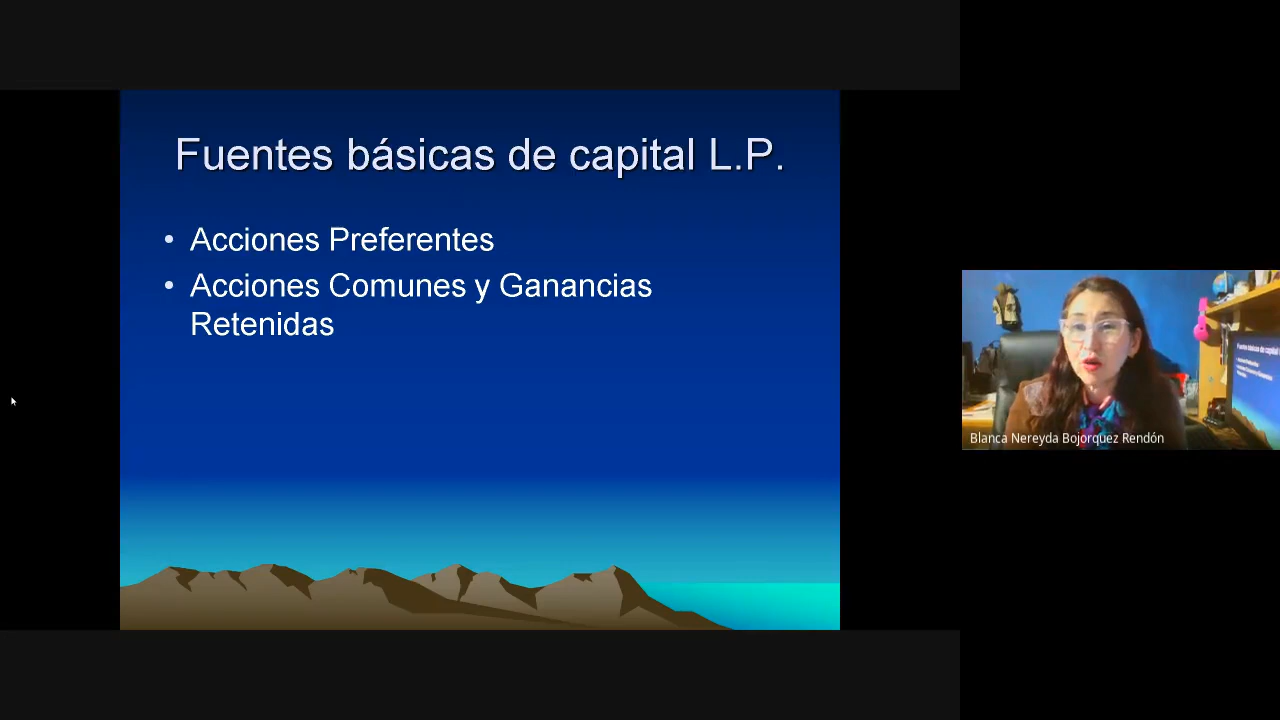 Fuentes básicas de capital L.P.
• Acciones Preferentes
• Acciones Comunes y Ganancias
Retenidas
Blanca Nereyda Bojorquez Rendón